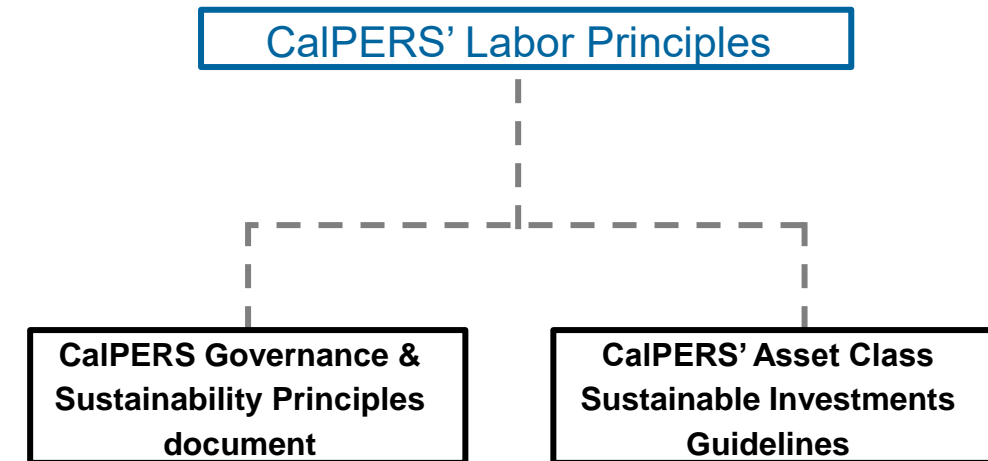 CalPERS’ Labor Principles
CalPERS Governance &
Sustainability Principles
document
CalPERS’ Asset Class
Sustainable Investments
Guidelines